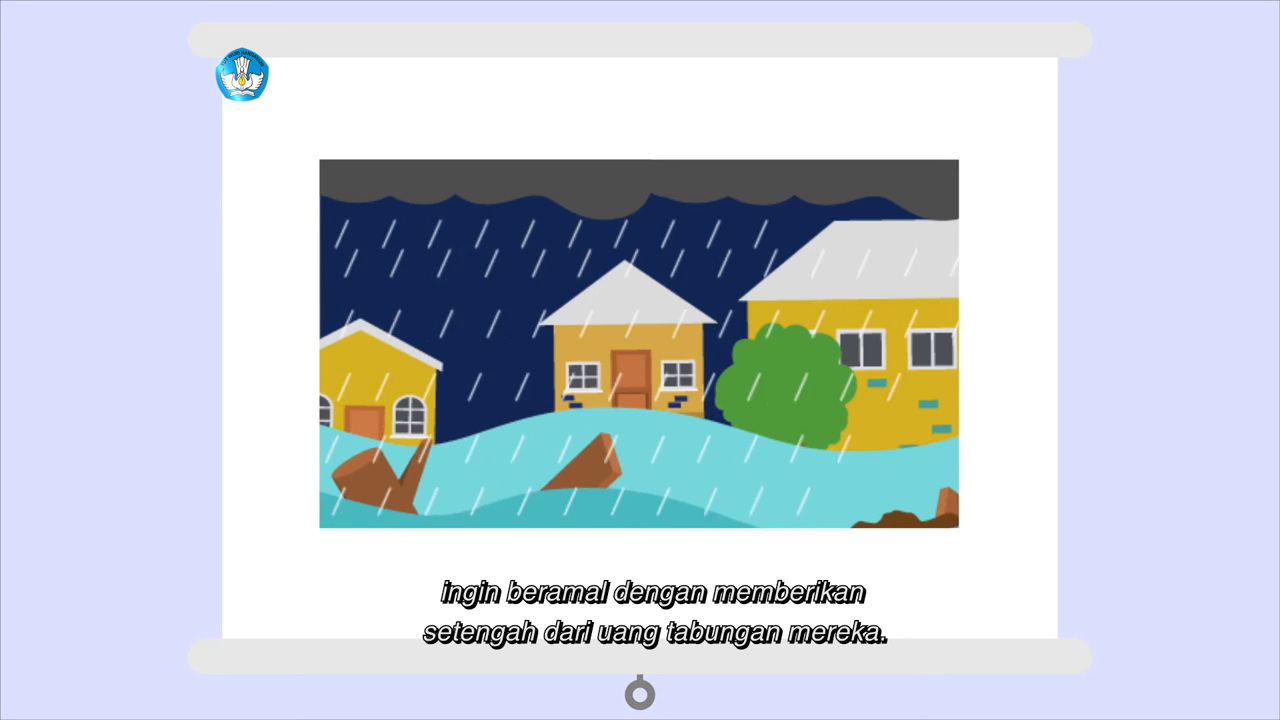 ingin beramal dengan memberikan
setengah dari uang tabungan mereka.